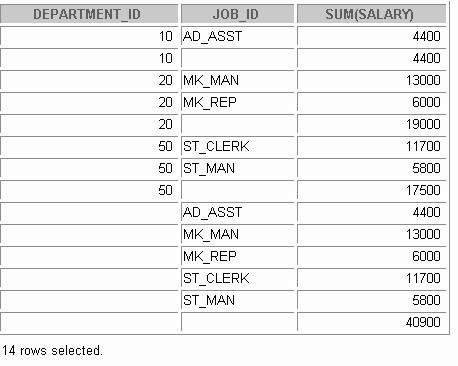 DEPARTMENT_ID JOB_ID SUM(SALARY)
10 AD_ASST 4400
10 4400
20 MK_MAN 13000
20 MK_REP 6000
20 19000
50 ST_CLERK 11700
50 ST_MAN 5800
50 17500
AD_ASST 4400
MK_MAN 13000
MK_REP 6000
ST_CLERK 11700
ST_MAN 5800
40900
14 rows selected.